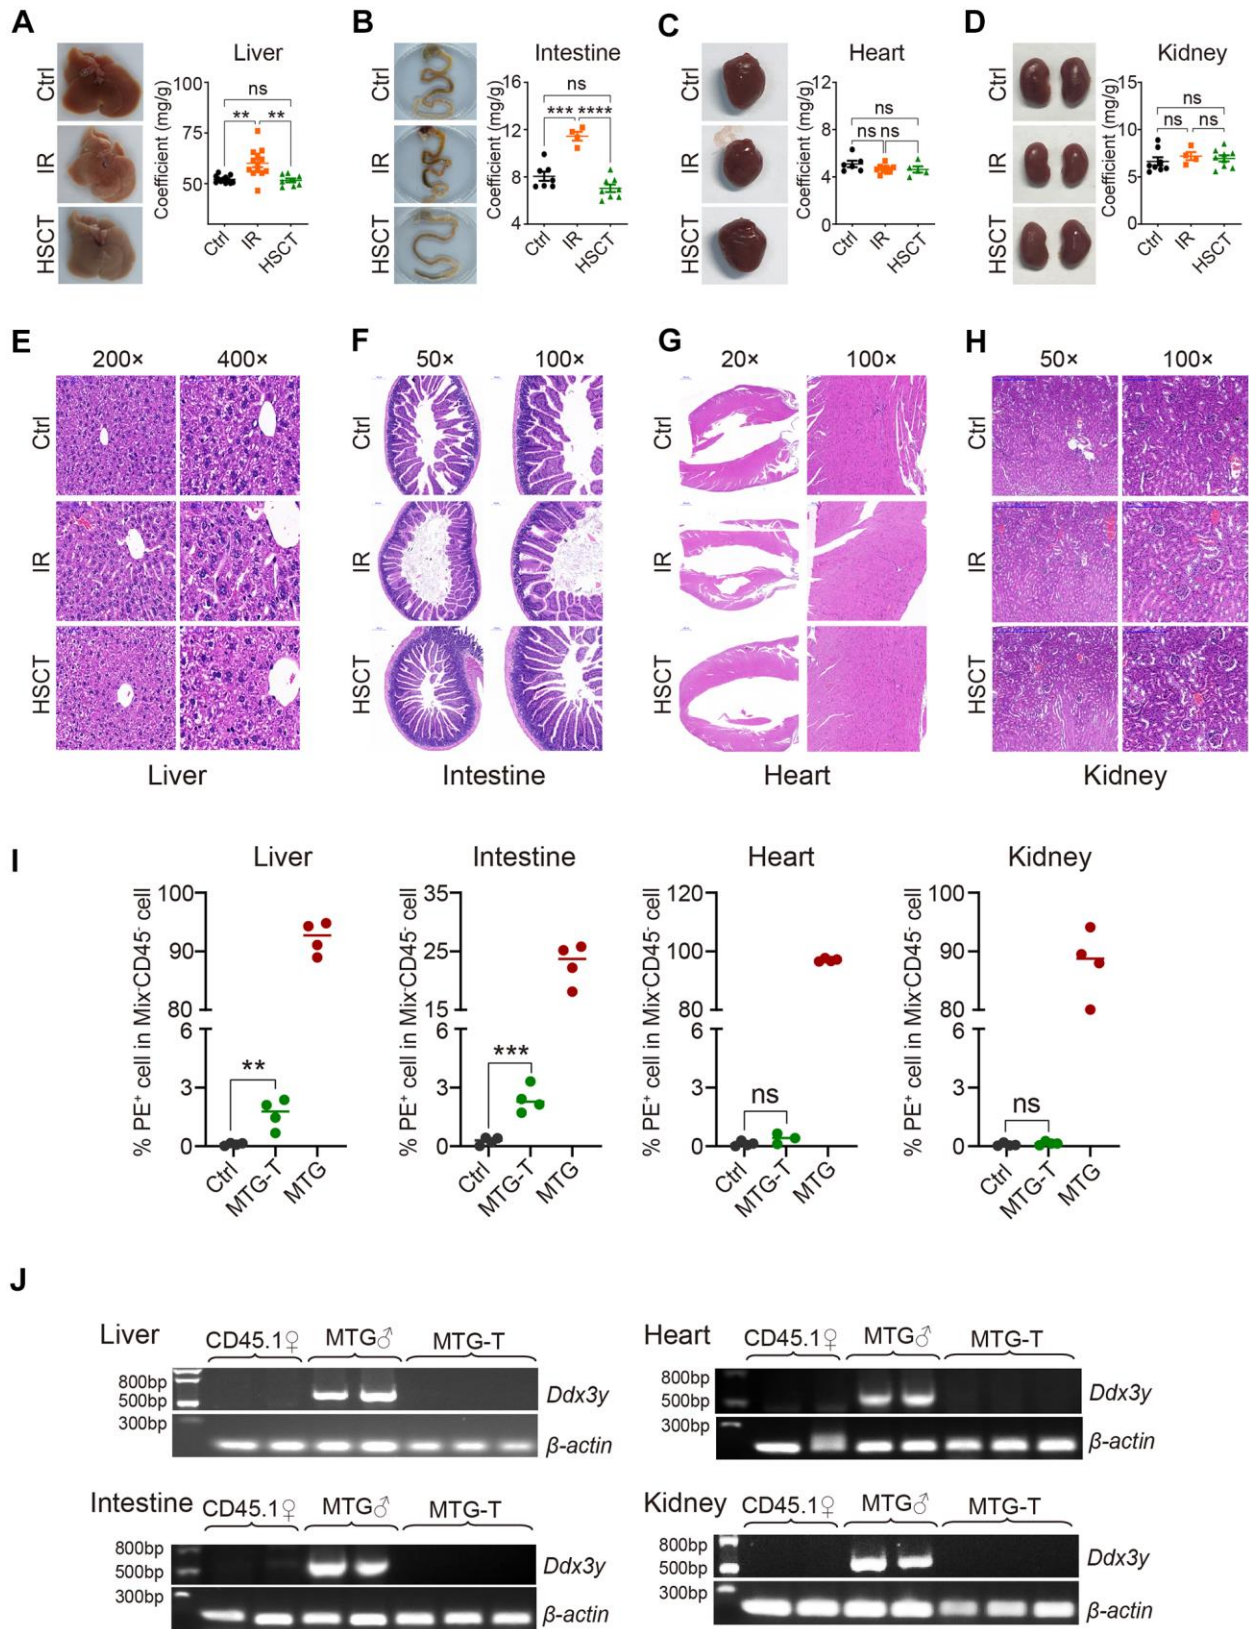 A
Liver
Ctrl
IR
HSCT
Coefficient (mg/g)
100
75
50
ns
** **
Ctrl
IR
HSCT
B
Intestine
Ctrl
IR
HSCT
Coefficient (mg/g)
16
12
8
4
ns
*** ****
Ctrl
IR
HSCT
C
Heart
Ctrl
IR
HSCT
Coefficient (mg/g)
12
8
4
0
ns
ns ns
Ctrl
IR
HSCT
D
Kidney
Ctrl
IR
HSCT
Coefficient (mg/g)
15
10
5
0
ns
ns ns
Ctrl
IR
HSCT
E
200× 400×
Ctrl
IR
HSCT
Liver
F
50× 100×
Ctrl
IR
HSCT
Intestine
G
20× 100×
Ctrl
IR
HSCT
Heart
H
50× 100×
Ctrl
IR
HSCT
Kidney
I
Liver
% PE⁺ cell in Mix⁻CD45⁻ cell
100
90
80
6
3
0
**
Ctrl
MTG-T
MTG
Intestine
% PE⁺ cell in Mix⁻CD45⁻ cell
35
25
15
6
3
0
***
Ctrl
MTG-T
MTG
Heart
% PE⁺ cell in Mix⁻CD45⁻ cell
120
100
80
6
3
0
ns
Ctrl
MTG-T
MTG
Kidney
% PE⁺ cell in Mix⁻CD45⁻ cell
100
90
80
6
3
0
ns
Ctrl
MTG-T
MTG
J
Liver
CD45.1♀ MTG♂ MTG-T
800bp
500bp
300bp
Ddx3y
β-actin
Heart
CD45.1♀ MTG♂ MTG-T
800bp
500bp
300bp
Ddx3y
β-actin
Intestine
CD45.1♀ MTG♂ MTG-T
800bp
500bp
300bp
Ddx3y
β-actin
Kidney
CD45.1♀ MTG♂ MTG-T
800bp
500bp
300bp
Ddx3y
β-actin